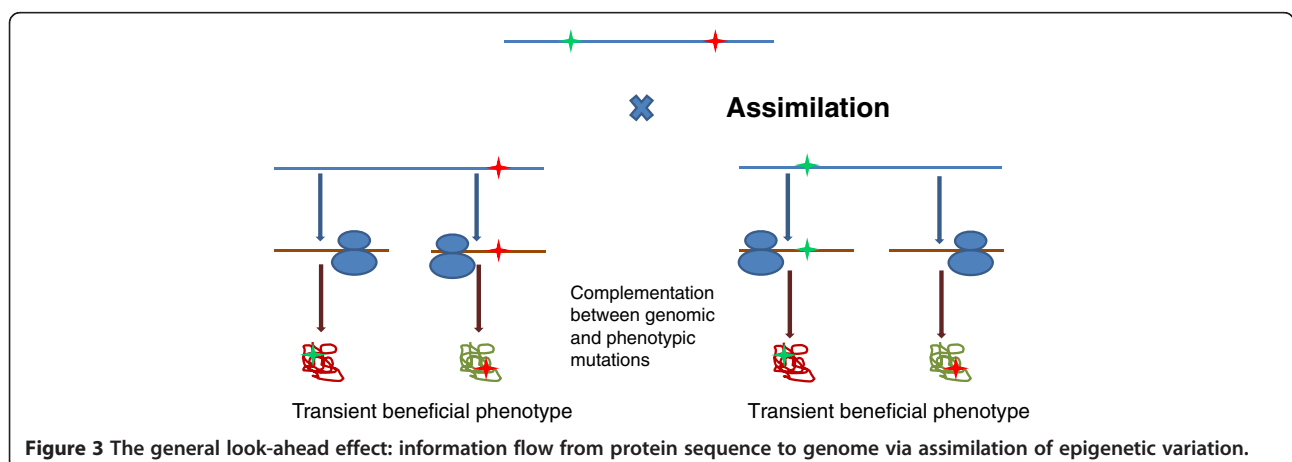 Assimilation
Complementation
between genomic
and phenotypic
mutations
Transient beneficial phenotype
Transient beneficial phenotype
Figure 3 The general look-ahead effect: information flow from protein sequence to genome via assimilation of epigenetic variation.